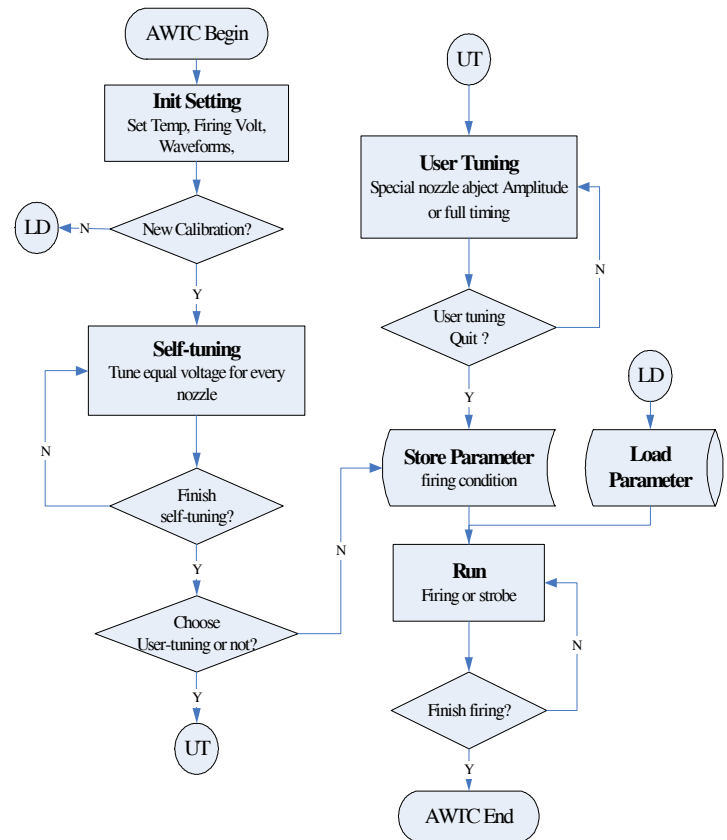 AWTC Begin
Init Setting
Set Temp, Firing Volt,
Waveforms,
LD
N
New Calibration?
Y
Self-tuning
Tune equal voltage for every
nozzle
N
Finish
self-tuning?
Y
Choose
User-tuning or not?
N
Y
UT
UT
User Tuning
Special nozzle abject Amplitude
or full timing
N
User tuning
Quit ?
Y
LD
Store Parameter
firing condition
Load
Parameter
Run
Firing or strobe
N
Finish firing?
Y
AWTC End